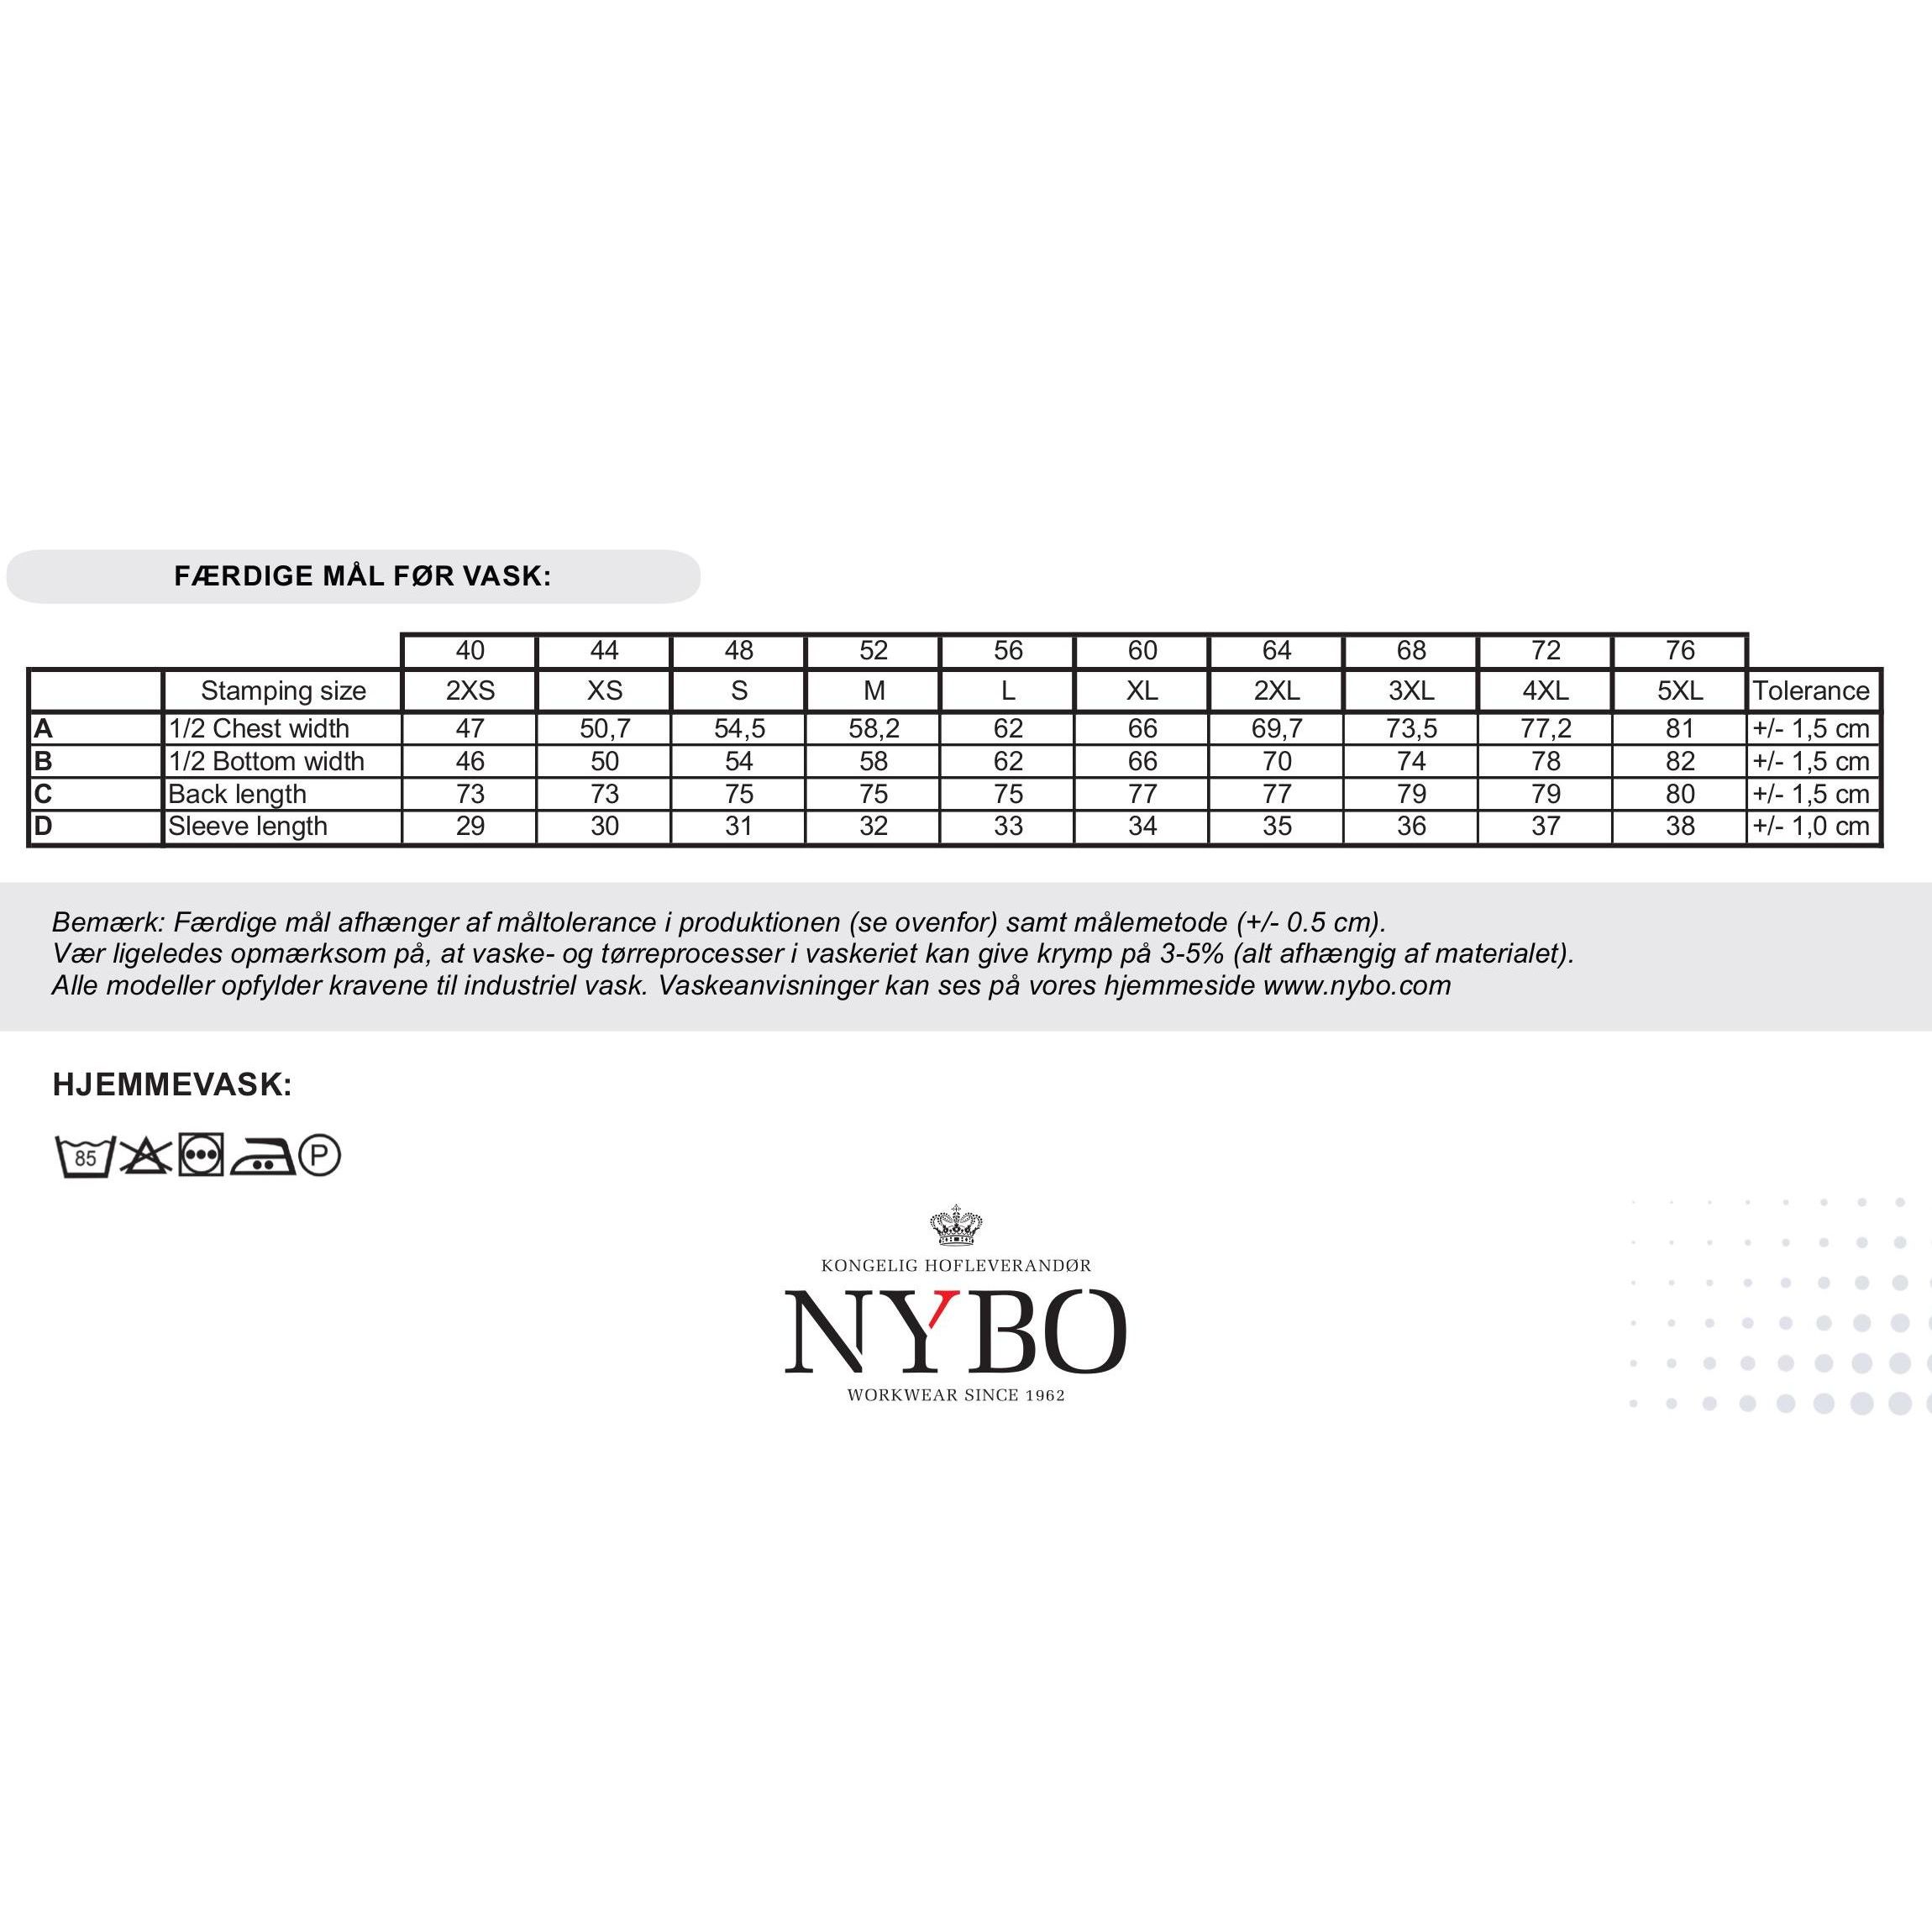 FÆRDIGE MÅL FØR VASK:
40 44 48 52 56 60 64 68 72 76
Stamping size 2XS XS S M L XL 2XL 3XL 4XL 5XL Tolerance
A 1/2 Chest width 47 50,7 54,5 58,2 62 66 69,7 73,5 77,2 81 +/- 1,5 cm
B 1/2 Bottom width 46 50 54 58 62 66 70 74 78 82 +/- 1,5 cm
C Back length 73 73 75 75 75 77 77 79 79 80 +/- 1,5 cm
D Sleeve length 29 30 31 32 33 34 35 36 37 38 +/- 1,0 cm
Bemærk: Færdige mål afhænger af måltolerance i produktionen (se ovenfor) samt målemetode (+/- 0.5 cm).
Vær ligeledes opmærksom på, at vaske- og tørreprocesser i vaskeriet kan give krymp på 3-5% (alt afhængig af materialet).
Alle modeller opfylder kravene til industriel vask. Vaskeanvisninger kan ses på vores hjemmeside www.nybo.com
HJEMMEVASK:
85 P
KONGELIG HOFLEVERANDØR
NYBO
WORKWEAR SINCE 1962